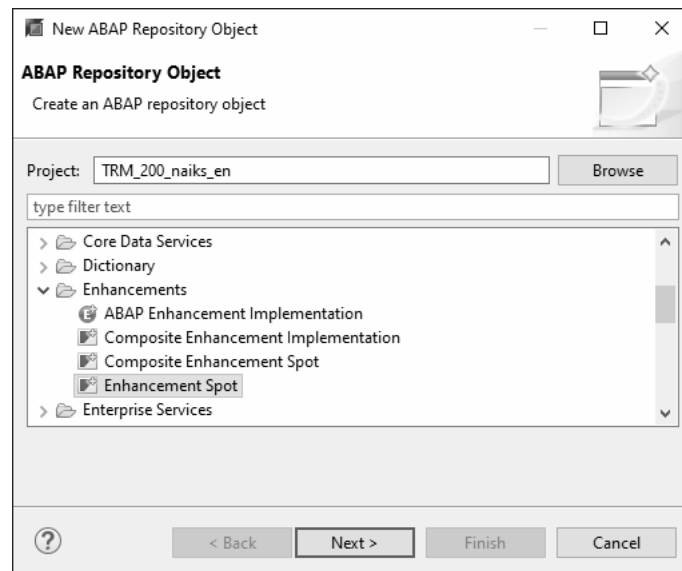 New ABAP Repository Object
ABAP Repository Object
Create an ABAP repository object
Project: TRM_200_naiks_en Browse
type filter text
Core Data Services
Dictionary
Enhancements
ABAP Enhancement Implementation
Composite Enhancement Implementation
Composite Enhancement Spot
Enhancement Spot
Enterprise Services
? < Back Next > Finish Cancel